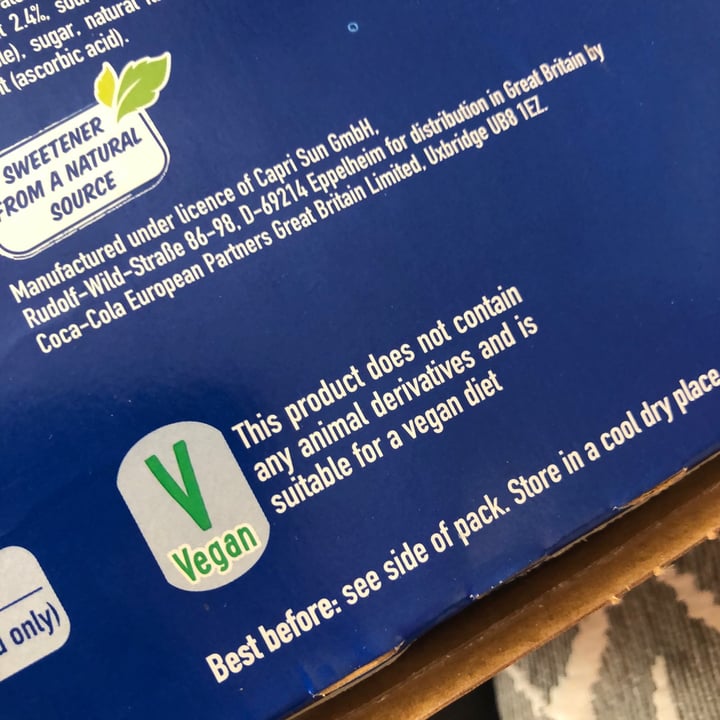 2.4%,
sugar, natural
(ascorbic acid).
SWEETENER
FROM A NATURAL
SOURCE
Manufactured under licence of Capri Sun GmbH,
Rudolf-Wild-Straße 86-98, D-69214 Eppelheim for distribution in Great Britain by
Coca-Cola European Partners Great Britain Limited, Uxbridge UB8 1EZ.
This product does not contain
any animal derivatives and is
suitable for a vegan diet
V
Vegan
only)
Best before: see side of pack. Store in a cool dry place